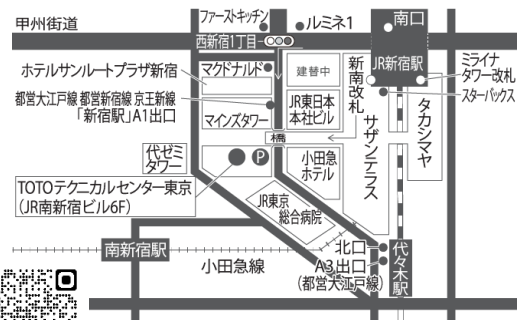 甲州街道
ファーストキッチン
ルミネ1
南口
西新宿1丁目
ホテルサンルートプラザ新宿
マクドナルド
建替中
新南改札
JR新宿駅
ミライナ
タワー改札
スターバックス
都営大江戸線 都営新宿線 京王新線
「新宿駅」A1出口
マインズタワー
JR東日本
本社ビル
サザンテラス
タカシマヤ
橋
代ゼミ
タワー
P
小田急
ホテル
TOTOテクニカルセンター東京
(JR南新宿ビル6F)
JR東京
総合病院
南新宿駅
小田急線
北口
A3出口
(都営大江戸線)
代々木駅